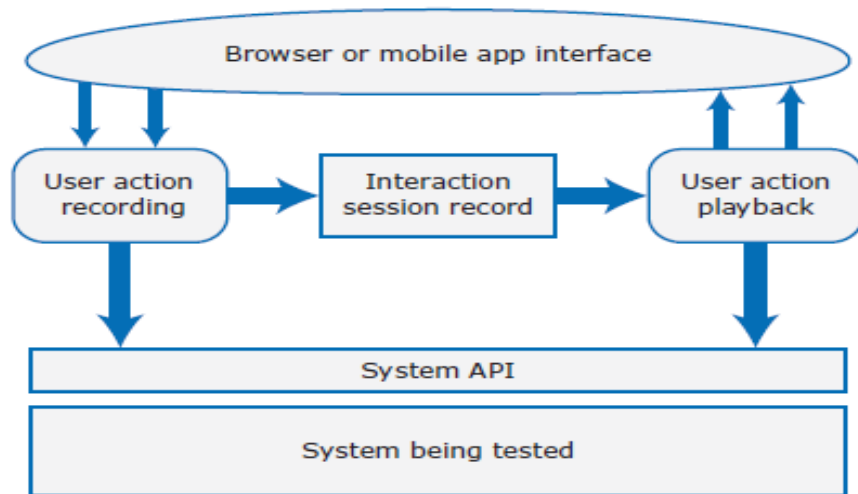 Browser or mobile app interface
User action
recording
Interaction
session record
User action
playback
System API
System being tested